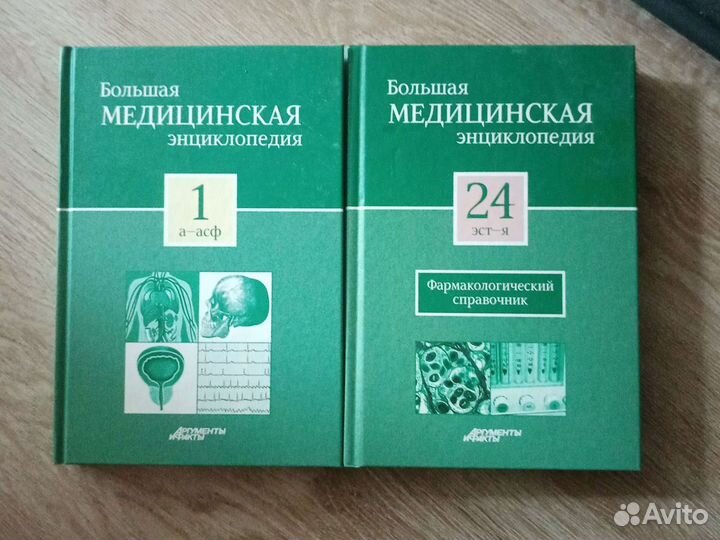 Большая
МЕДИЦИНСКАЯ
энциклопедия
1
а–асф
АРГУМЕНТЫ
И ФАКТЫ
Большая
МЕДИЦИНСКАЯ
энциклопедия
24
эст–я
Фармакологический
справочник
АРГУМЕНТЫ
И ФАКТЫ
Avito